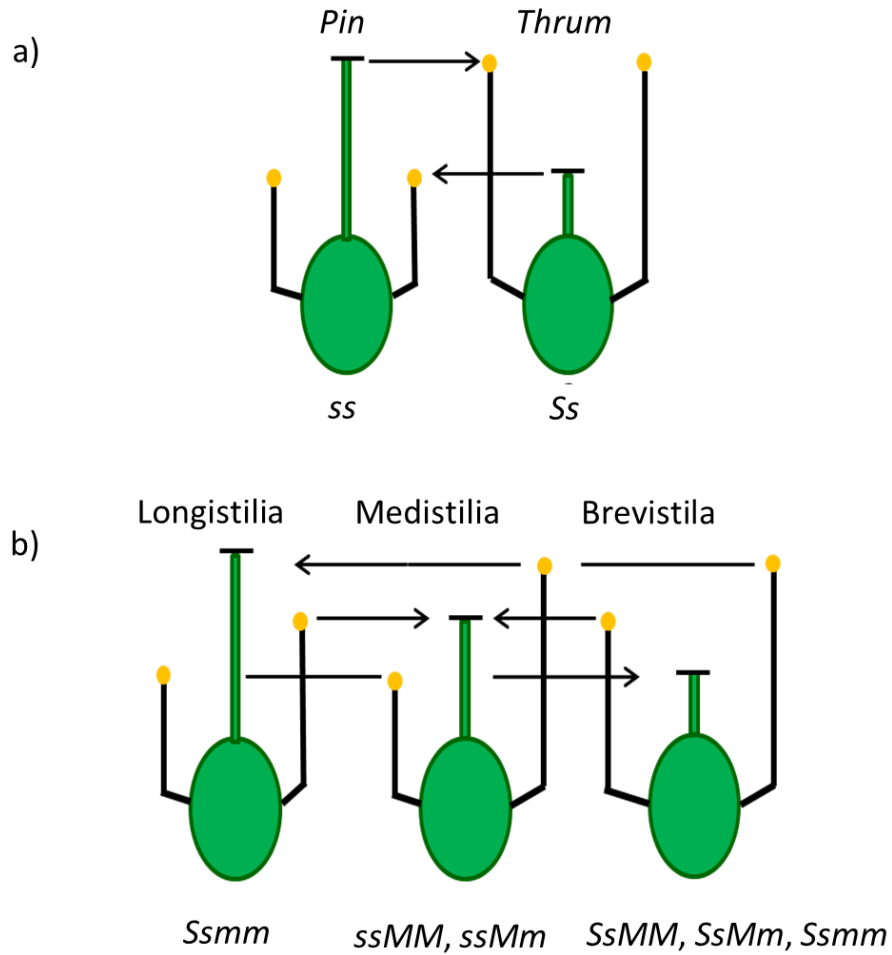 a)
Pin Thrum
ss Ss
b)
Longistilia Medistilia Brevistila
Ssmm ssMM, ssMm SsMM, SsMm, Ssmm